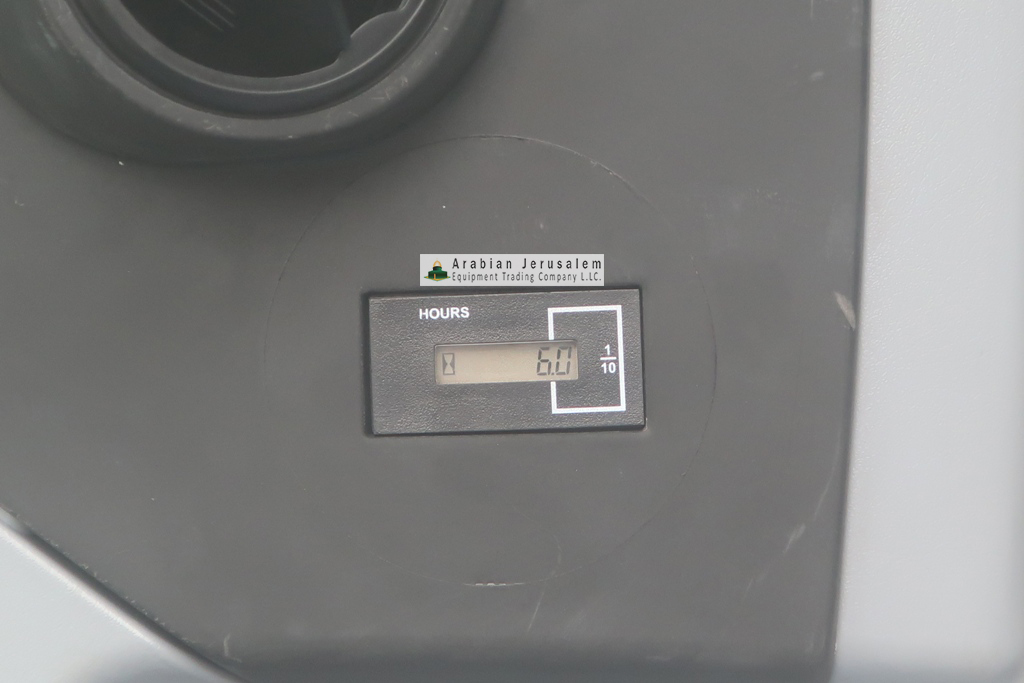 Arabian Jerusalem
Equipment Trading Company L.L.C.
HOURS
6.0
1
10